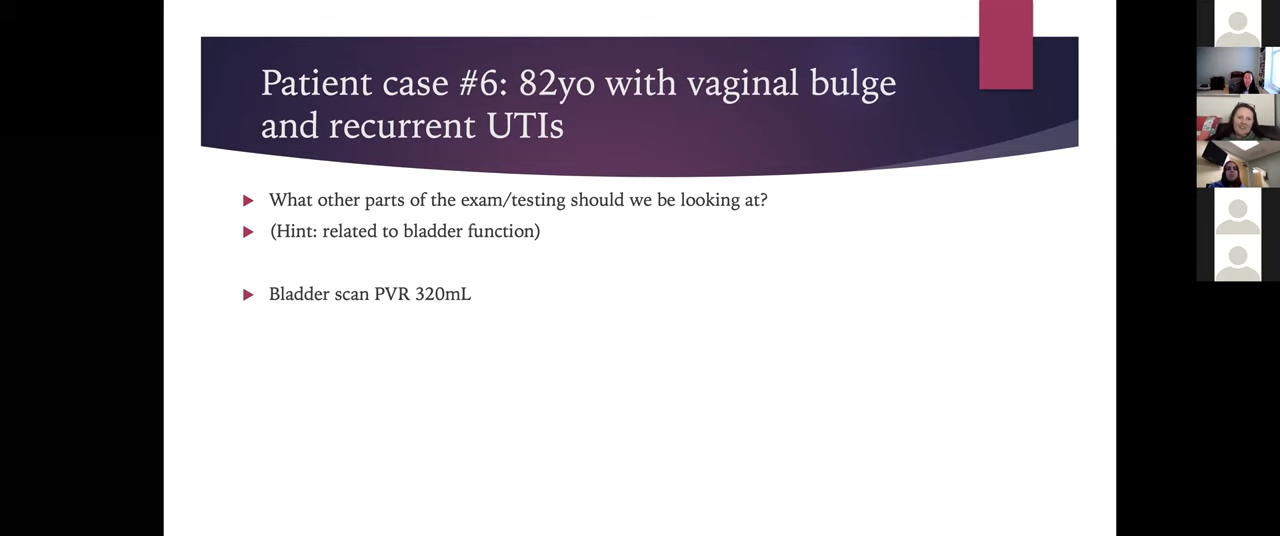 Patient case #6: 82yo with vaginal bulge
and recurrent UTIs
What other parts of the exam/testing should we be looking at?
(Hint: related to bladder function)
Bladder scan PVR 320mL